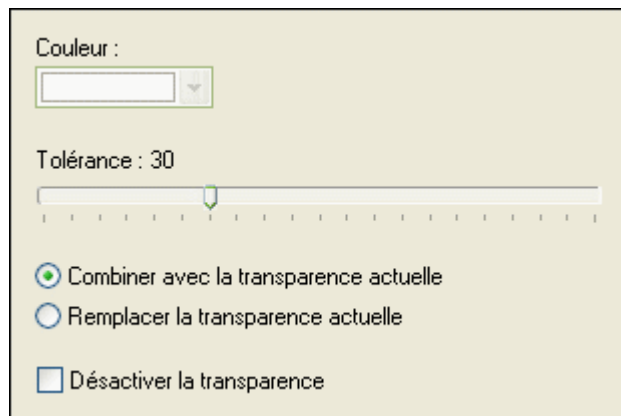 Couleur :
Tolérance : 30
Combiner avec la transparence actuelle
Remplacer la transparence actuelle
Désactiver la transparence